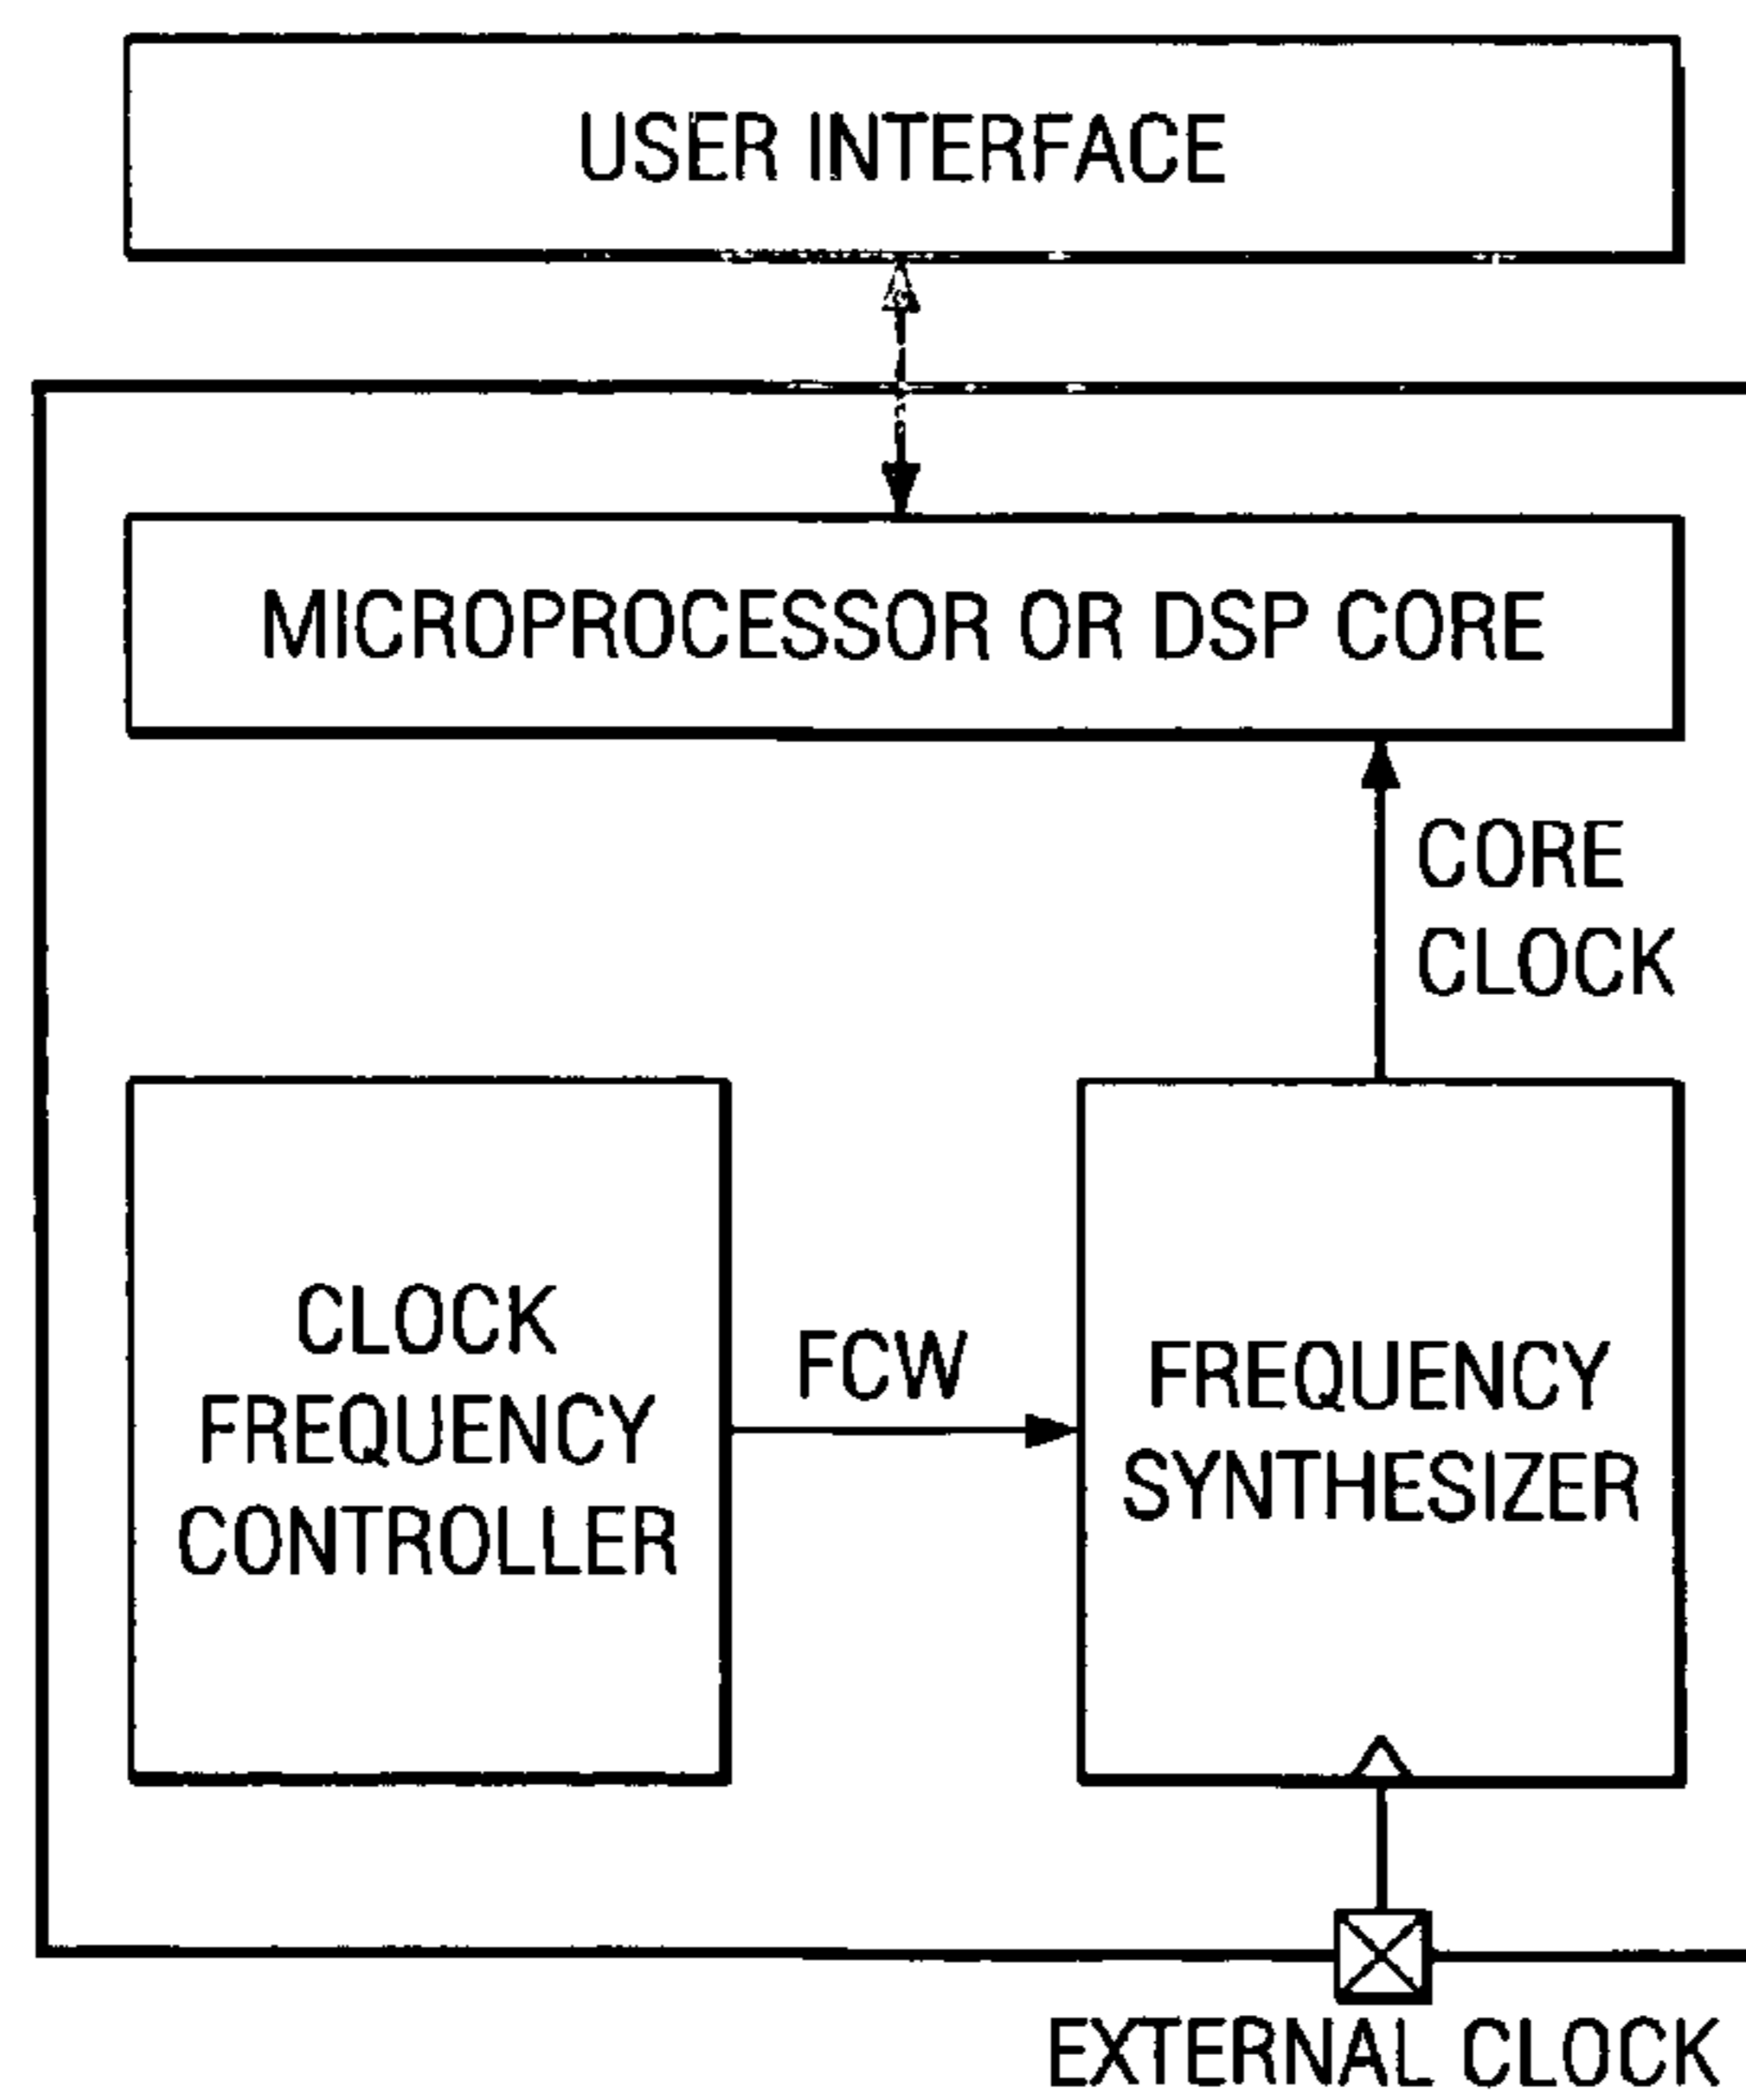 USER INTERFACE
MICROPROCESSOR OR DSP CORE
CORE
CLOCK
CLOCK
FREQUENCY
CONTROLLER
FCW
FREQUENCY
SYNTHESIZER
EXTERNAL CLOCK